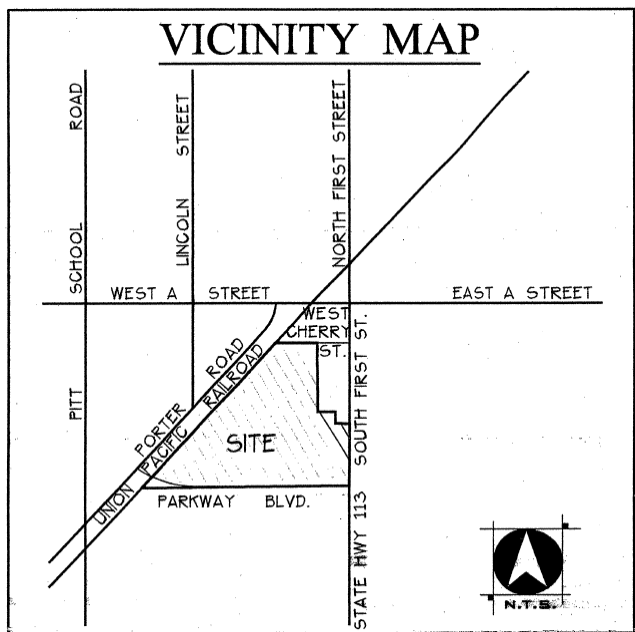 VICINITY MAP
PITT SCHOOL ROAD
LINCOLN STREET
NORTH FIRST STREET
WEST A STREET
EAST A STREET
WEST
CHERRY
ST.
PORTER ROAD
UNION PACIFIC RAILROAD
SITE
SOUTH FIRST ST.
PARKWAY BLVD.
STATE HWY 113
N.T.S.